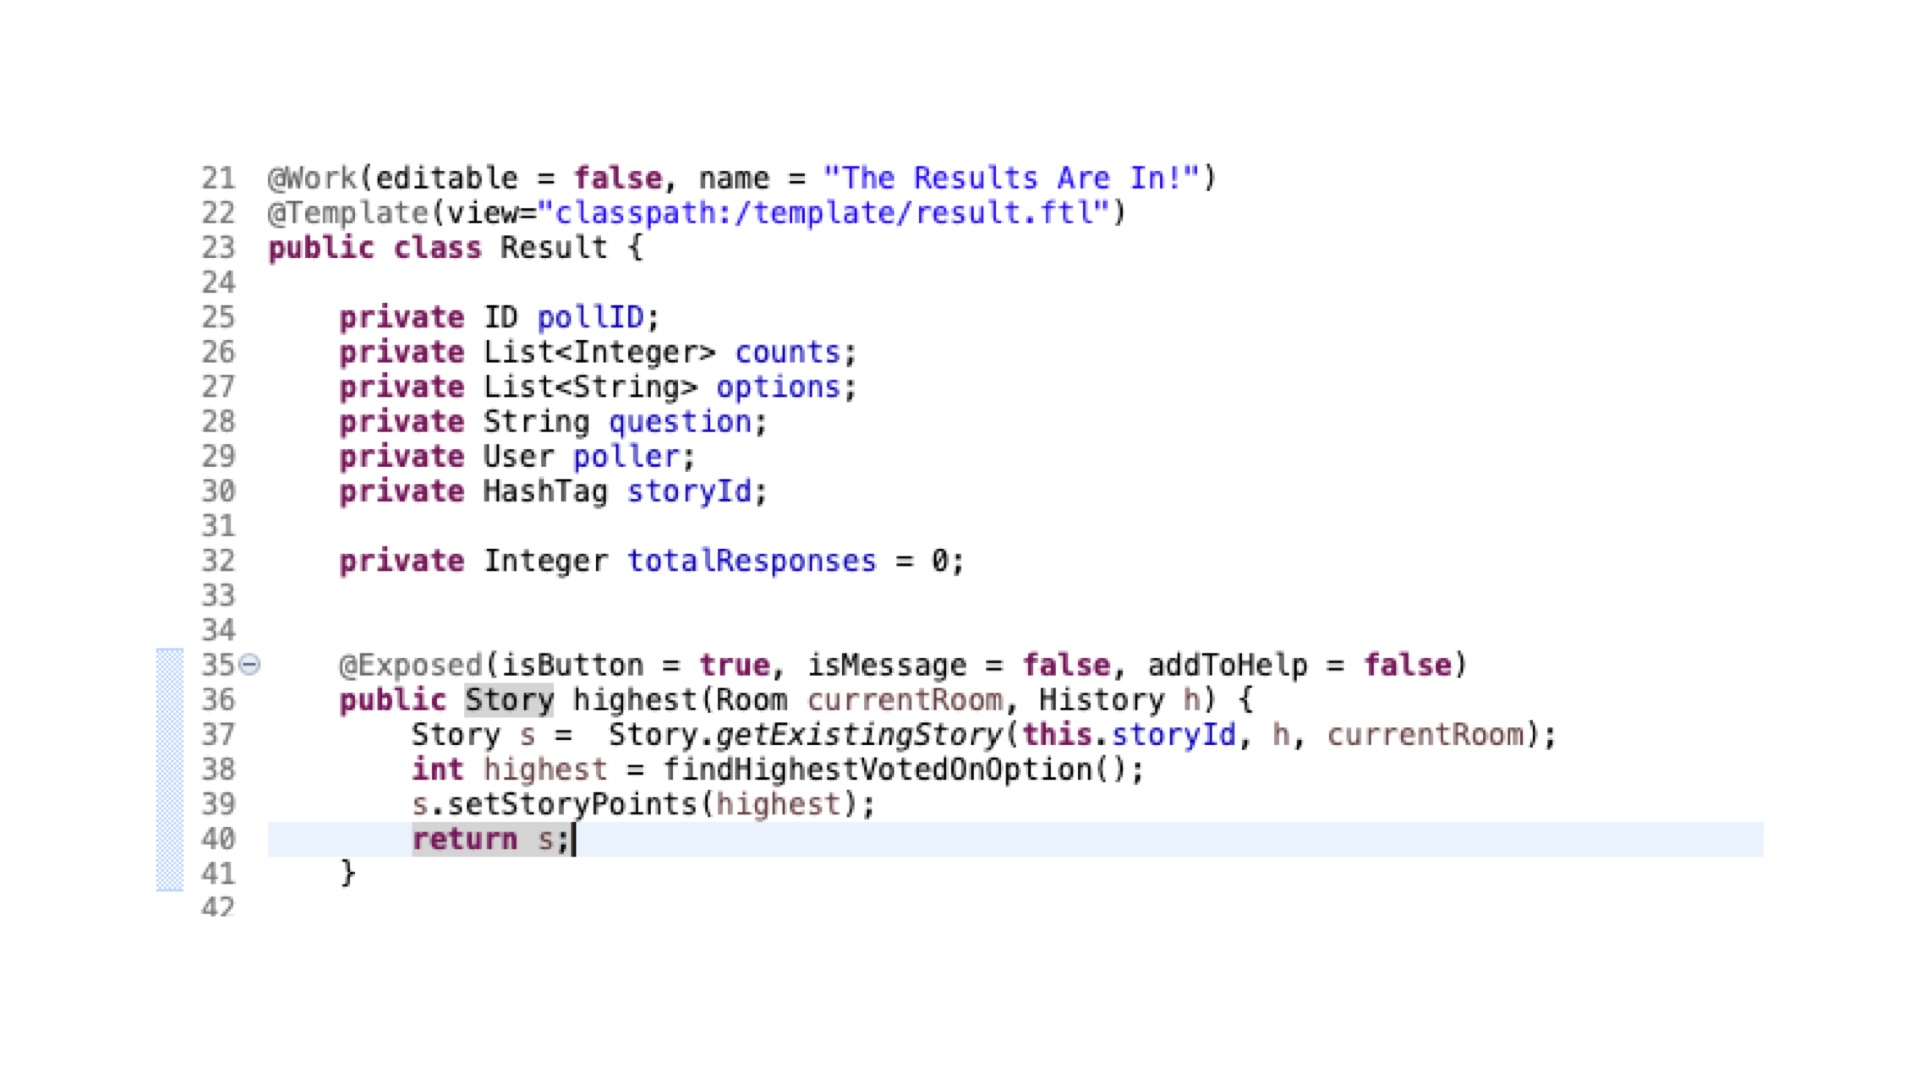 21 @Work(editable = false, name = "The Results Are In!")
22 @Template(view="classpath:/template/result.ftl")
23 public class Result {
24
25     private ID pollID;
26     private List<Integer> counts;
27     private List<String> options;
28     private String question;
29     private User poller;
30     private HashTag storyId;
31
32     private Integer totalResponses = 0;
33
34
35     @Exposed(isButton = true, isMessage = false, addToHelp = false)
36     public Story highest(Room currentRoom, History h) {
37         Story s =  Story.getExistingStory(this.storyId, h, currentRoom);
38         int highest = findHighestVotedOnOption();
39         s.setStoryPoints(highest);
40         return s;
41     }
42